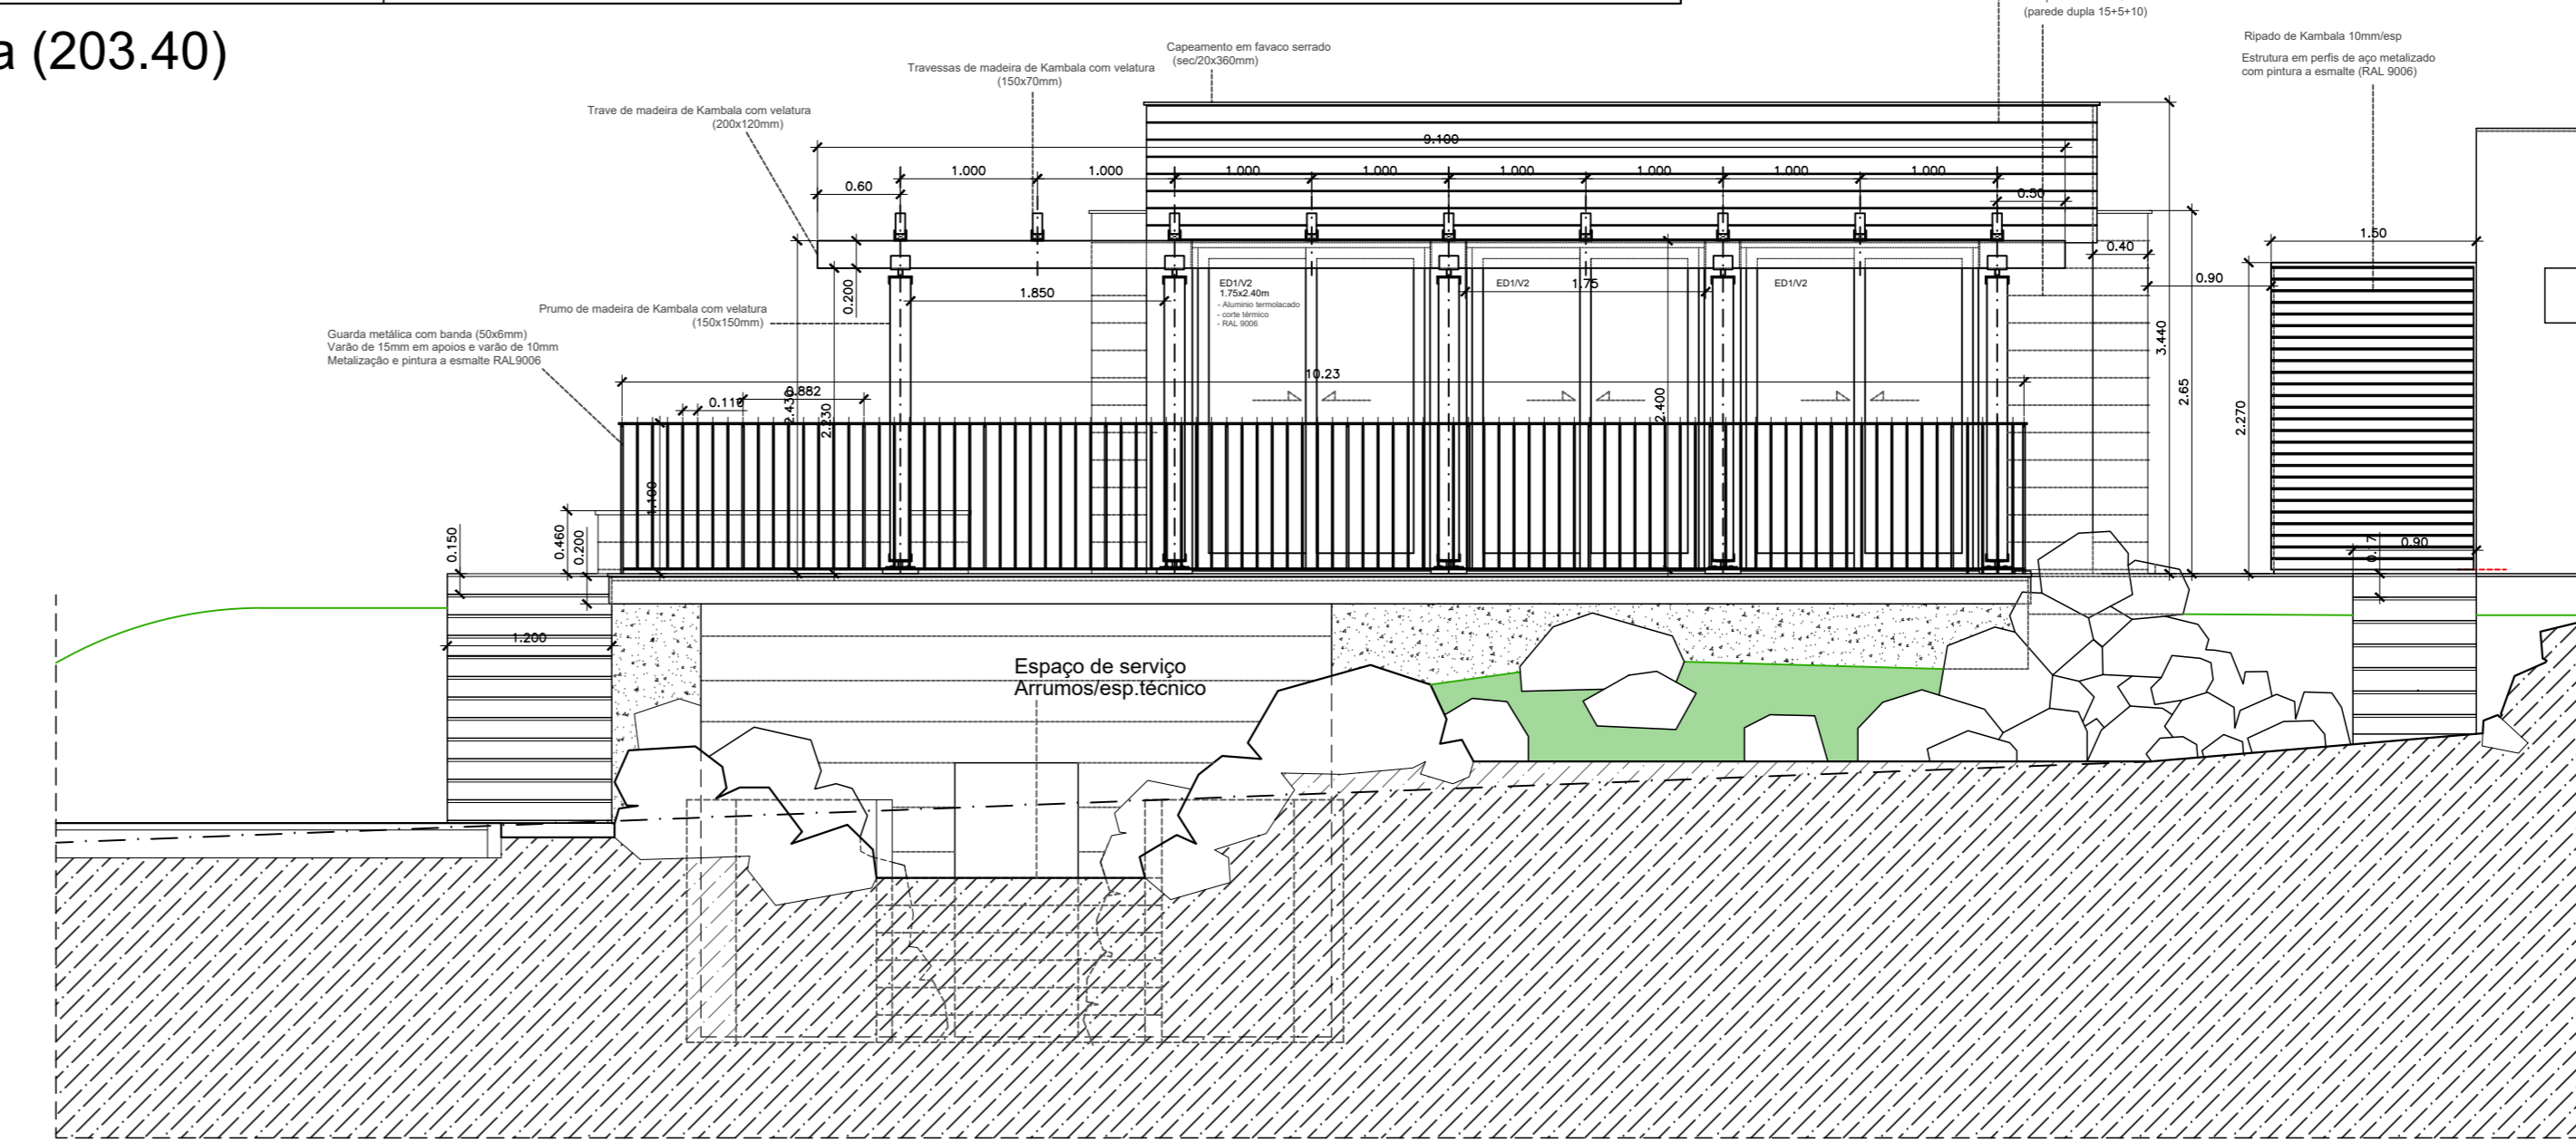 a (203.40)
(parede dupla 15+5+10)
Ripado de Kambala 10mm/esp
Estrutura em perfis de aço metalizado
com pintura a esmalte (RAL 9006)
Capeamento em favaco serrado
(sec/20x360mm)
Travessas de madeira de Kambala com velatura
(150x70mm)
Trave de madeira de Kambala com velatura
(200x120mm)
9.100
1.000
1.000
1.000
1.000
1.000
1.000
1.000
1.000
0.60
0.50
0.40
1.50
0.90
0.200
1.850
ED1/V2
1.75x2.40m
- Aluminio termolacado
- corte térmico
- RAL 9006
ED1/V2
1.75
ED1/V2
Prumo de madeira de Kambala com velatura
(150x150mm)
Guarda metálica com banda (50x6mm)
Varão de 15mm em apoios e varão de 10mm
Metalização e pintura a esmalte RAL9006
3.440
2.65
2.270
10.23
0.110
0.882
2.430
2.230
2.400
1.100
0.150
0.460
0.200
0.17
0.90
1.200
Espaço de serviço
Arrumos/esp.técnico